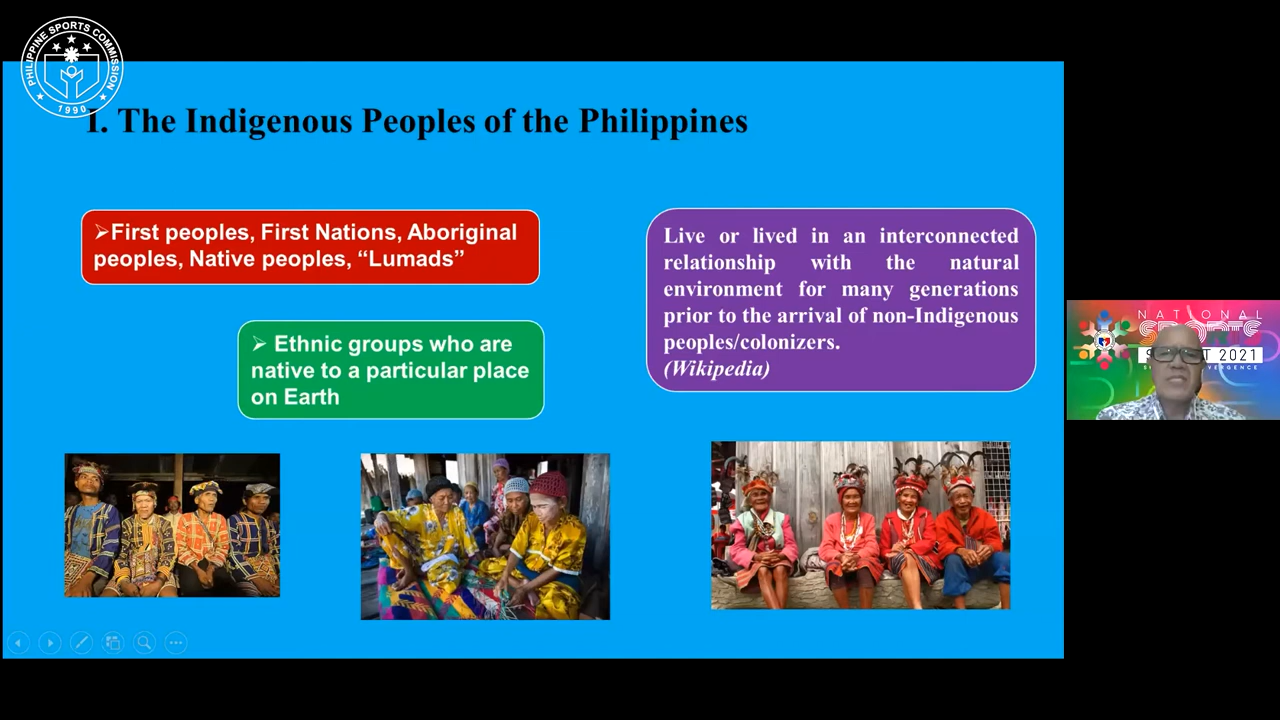 PHILIPPINE SPORTS COMMISSION
1990
I. The Indigenous Peoples of the Philippines
➢First peoples, First Nations, Aboriginal
peoples, Native peoples, “Lumads”
➢ Ethnic groups who are
native to a particular place
on Earth
Live or lived in an interconnected
relationship with the natural
environment for many generations
prior to the arrival of non-Indigenous
peoples/colonizers.
(Wikipedia)
NATIONAL
SPORTS
2021